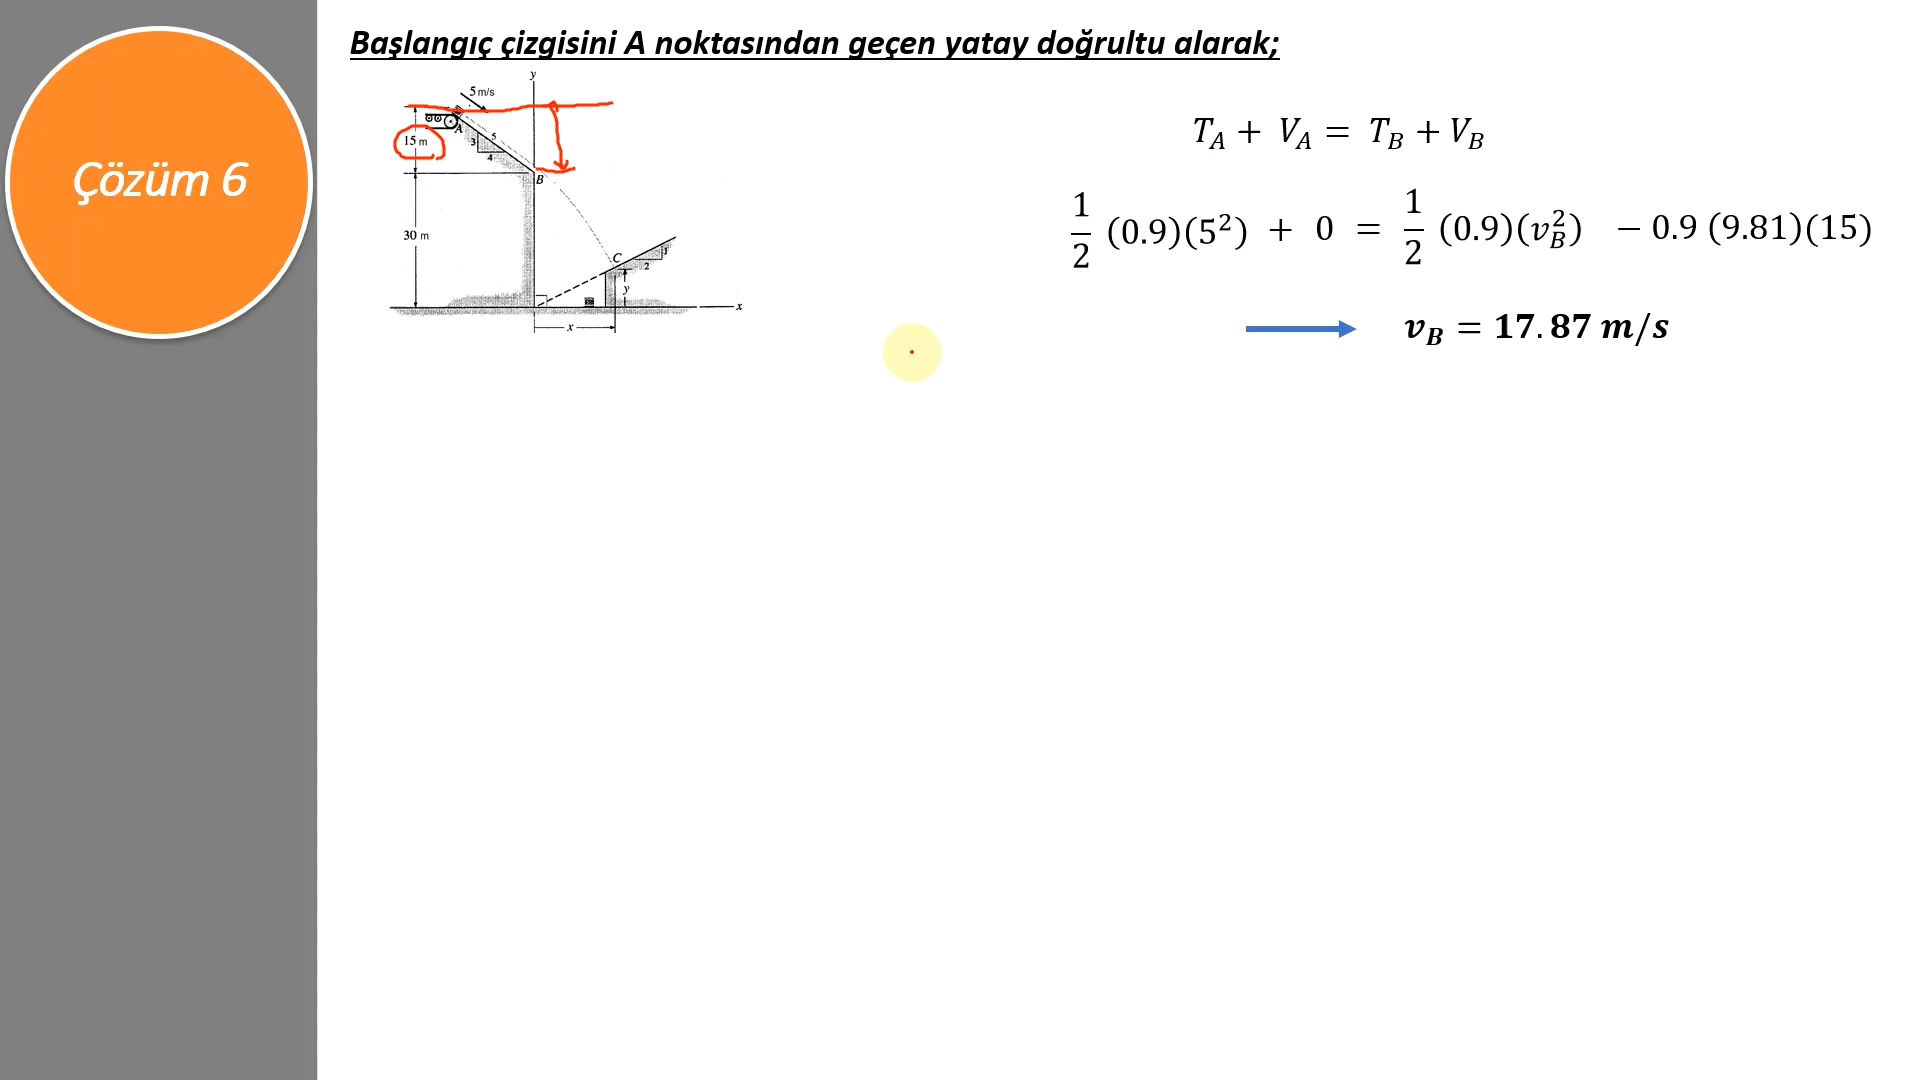 Çözüm 6
Başlangıç çizgisini A noktasından geçen yatay doğrultu alarak;
y
5 m/s
A
15 m
3
5
4
B
30 m
C
1
2
y
x
x
T_A + V_A = T_B + V_B
1/2 (0.9)(5²) + 0 = 1/2 (0.9)(v_B²) − 0.9 (9.81)(15)
v_B = 17.87 m/s